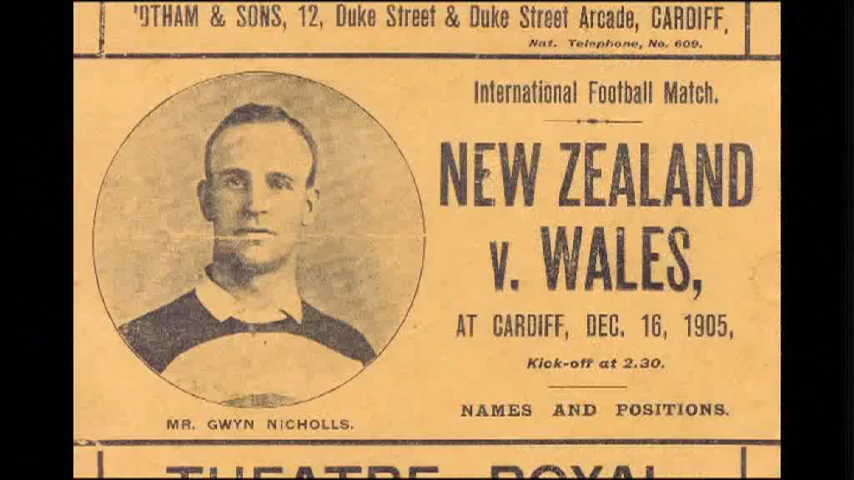 & SONS, 12, Duke Street & Duke Street Arcade, CARDIFF,
Nat. Telephone, No. 609.
International Football Match.
NEW ZEALAND
v. WALES,
AT CARDIFF, DEC. 16, 1905,
Kick-off at 2.30.
NAMES AND POSITIONS.
MR. GWYN NICHOLLS.
THEATRE ROYAL